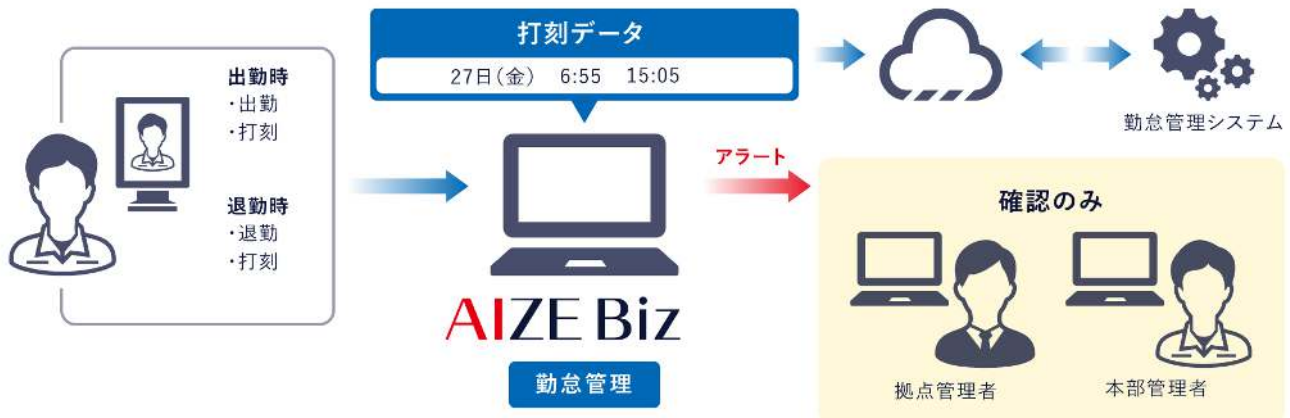 出勤時
・出勤
・打刻
退勤時
・退勤
・打刻
打刻データ
27日(金) 6:55 15:05
AIZE Biz
勤怠管理
アラート
勤怠管理システム
確認のみ
拠点管理者
本部管理者